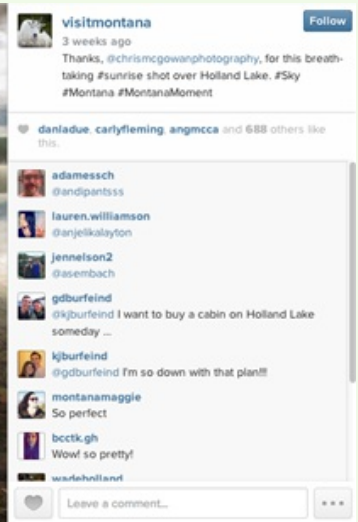 visitmontana
Follow
3 weeks ago
Thanks, @chrismcgowanphotography, for this breath-
taking #sunrise shot over Holland Lake. #Sky
#Montana #MontanaMoment
danladue, carlyfleming, angmcca and 688 others like
this.
adamessch
@andipantsss
lauren.williamson
@anjelikalayton
jennelson2
@asembach
gdburfeind
@kjburfeind I want to buy a cabin on Holland Lake
someday ...
kjburfeind
@gdburfeind I'm so down with that plan!!!
montanamaggie
So perfect
bcctk.gh
Wow! so pretty!
wadeholland
Leave a comment...